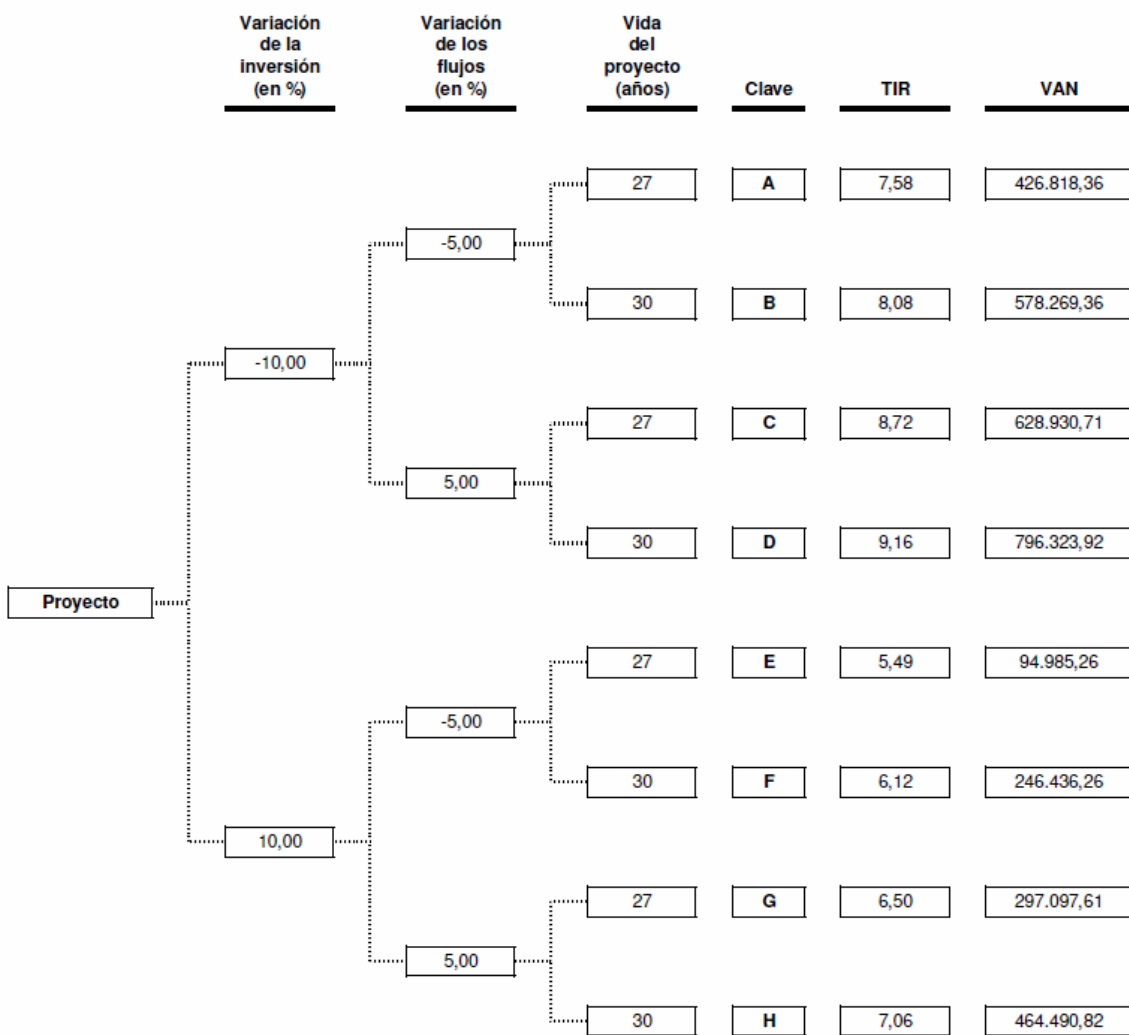 Variación de la inversión (en %)
Variación de los flujos (en %)
Vida del proyecto (años)
Clave
TIR
VAN
27 A 7,58 426.818,36
-5,00
30 B 8,08 578.269,36
-10,00
27 C 8,72 628.930,71
5,00
30 D 9,16 796.323,92
Proyecto
27 E 5,49 94.985,26
-5,00
30 F 6,12 246.436,26
10,00
27 G 6,50 297.097,61
5,00
30 H 7,06 464.490,82